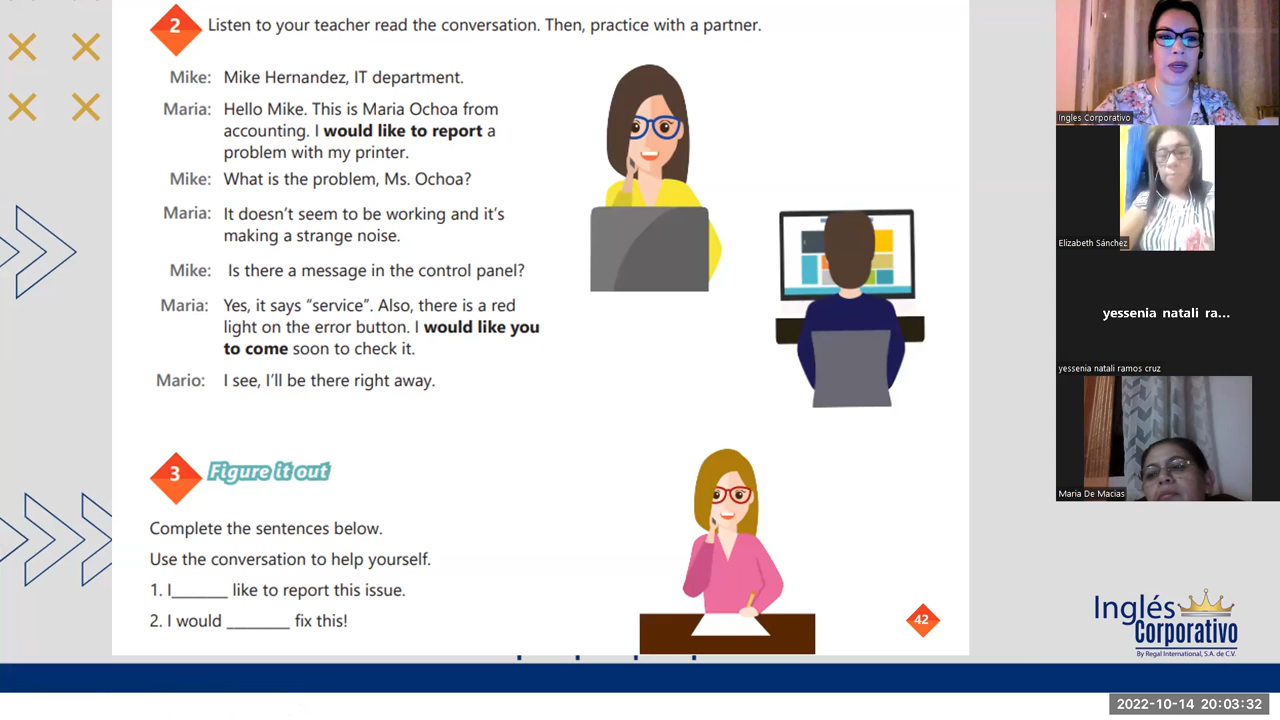 2 Listen to your teacher read the conversation. Then, practice with a partner.
Mike: Mike Hernandez, IT department.
Maria: Hello Mike. This is Maria Ochoa from
accounting. I would like to report a
problem with my printer.
Mike: What is the problem, Ms. Ochoa?
Maria: It doesn't seem to be working and it's
making a strange noise.
Mike: Is there a message in the control panel?
Maria: Yes, it says "service". Also, there is a red
light on the error button. I would like you
to come soon to check it.
Mario: I see, I'll be there right away.
3 Figure it out
Complete the sentences below.
Use the conversation to help yourself.
1. I_______ like to report this issue.
2. I would ________ fix this!
42
Ingles Corporativo
Elizabeth Sánchez
yessenia natali ra...
yessenia natali ramos cruz
Maria De Macias
Inglés
Corporativo
By Regal International, S.A. de C.V.
2022-10-14 20:03:32